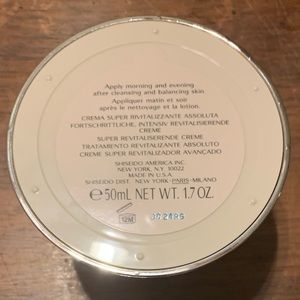 Apply morning and evening
after cleansing and balancing skin
Appliquer matin et soir
après le nettoyage et la lotion.
CREMA SUPER REVITALIZZANTE ASSOLUTA
FORTSCHRITTLICHE, INTENSIV REVITALISIERENDE
CREME
SUPER REVITALISERENDE CREME
TRATAMIENTO REVITALIZANTE ABSOLUTO
CREME SUPER REVITALIZADOR AVANÇADO
SHISEIDO AMERICA INC.
NEW YORK, N.Y. 10022
MADE IN U.S.A.
SHISEIDO DIST. NEW YORK-PARIS-MILANO
e 50mL NET WT. 1.7 OZ.
12M